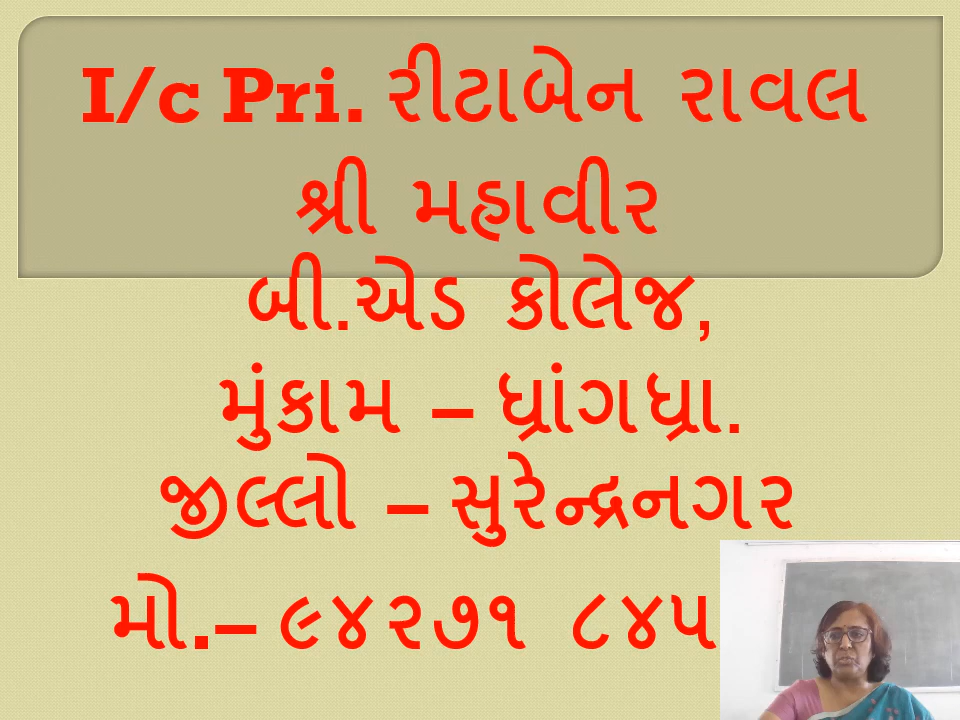 I/c Pri. રીટાબેન રાવલ
શ્રી મહાવીર
બી.એડ કોલેજ,
મુંકામ – ધ્રાંગધ્રા.
જીલ્લો – સુરેન્દ્રનગર
મો.– ૯૪૨૭૧ ૮૪૫